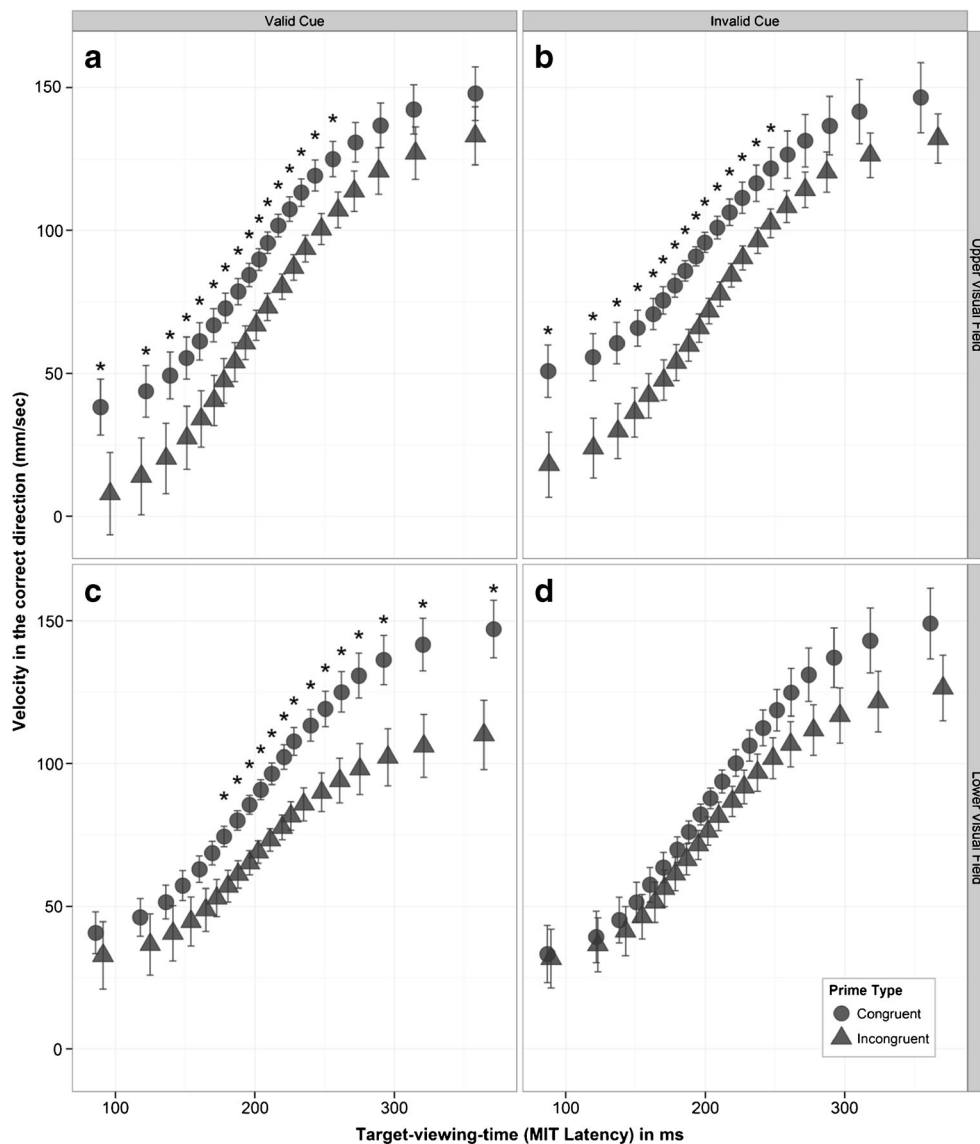 Valid Cue
Invalid Cue
a
* * * * * * * * * * * * * * * *
b
* * * * * * * * * * * * * * *
150
100
50
0
Upper Visual Field
c
* * * * * * * * * * * * * *
d
150
100
50
0
Lower Visual Field
Prime Type
Congruent
Incongruent
100
200
300
100
200
300
Velocity in the correct direction (mm/sec)
Target-viewing-time (MIT Latency) in ms